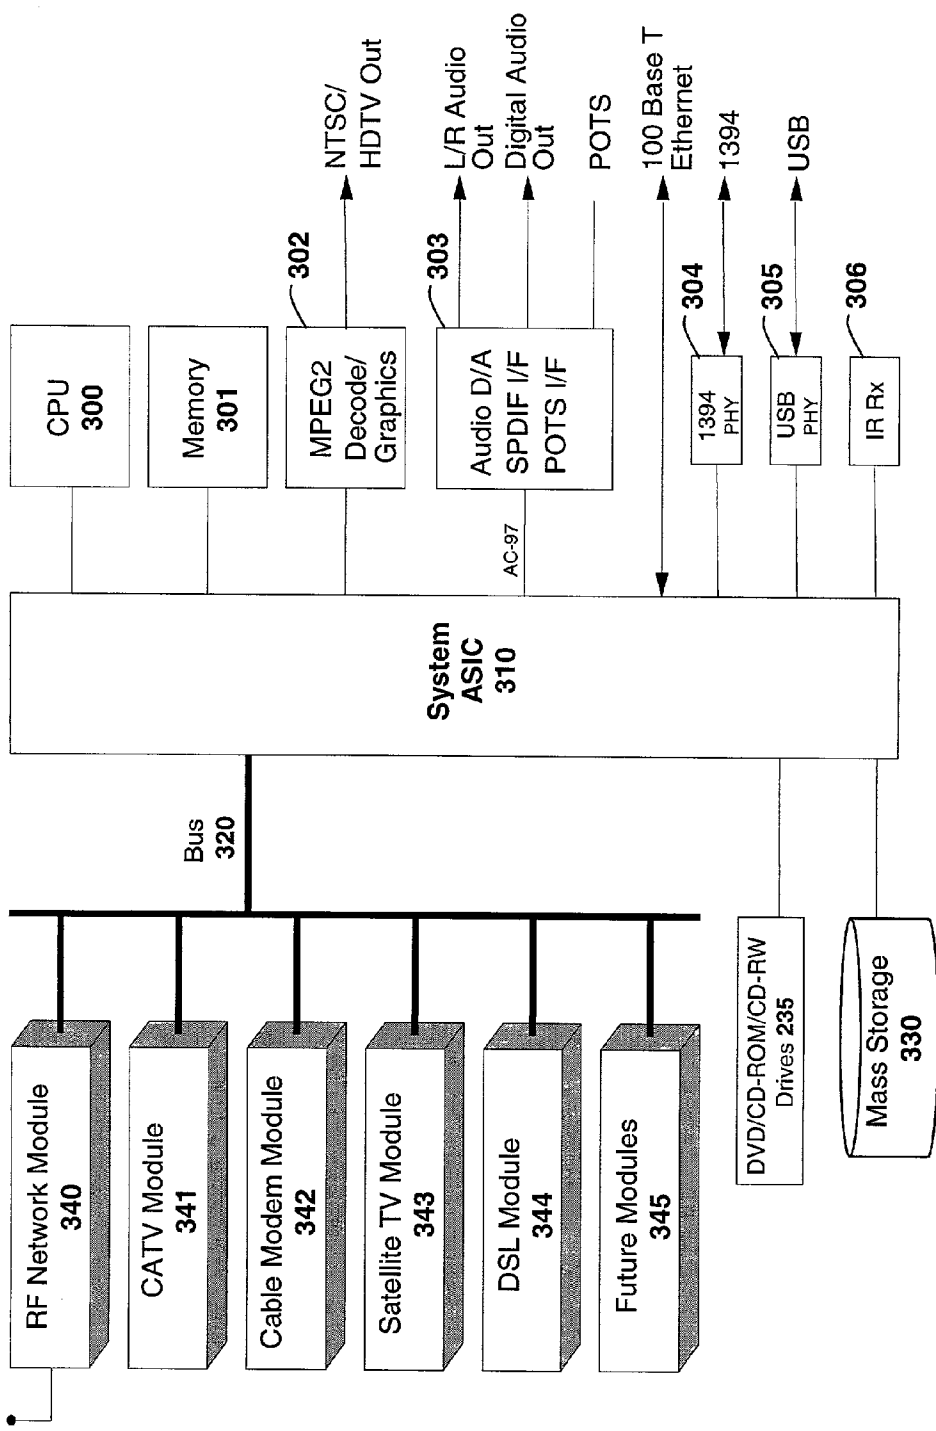 RF Network Module
340
CATV Module
341
Cable Modem Module
342
Satellite TV Module
343
DSL Module
344
Future Modules
345
DVD/CD-ROM/CD-RW
Drives 235
Mass Storage
330
Bus
320
System
ASIC
310
CPU
300
Memory
301
MPEG2
Decode/
Graphics
302
NTSC/
HDTV Out
AC-97
Audio D/A
SPDIF I/F
POTS I/F
303
L/R Audio
Out
Digital Audio
Out
POTS
100 Base T
Ethernet
1394
PHY
304
1394
USB
PHY
305
USB
IR Rx
306